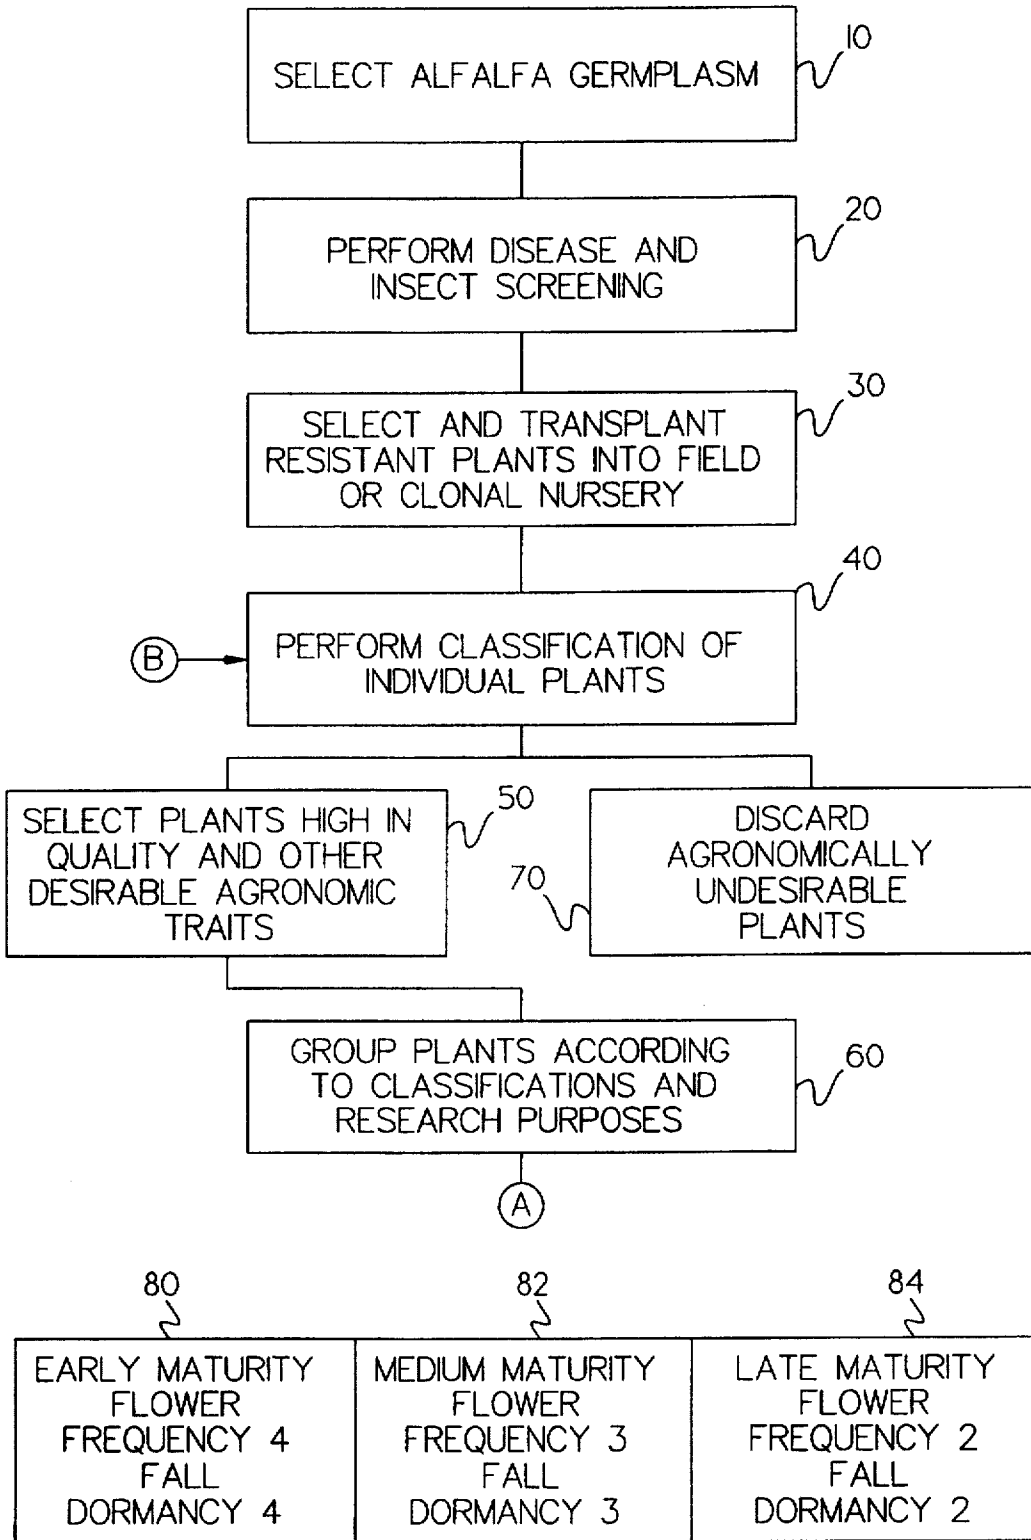 10
SELECT ALFALFA GERMPLASM
20
PERFORM DISEASE AND
INSECT SCREENING
30
SELECT AND TRANSPLANT
RESISTANT PLANTS INTO FIELD
OR CLONAL NURSERY
40
B
PERFORM CLASSIFICATION OF
INDIVIDUAL PLANTS
50
SELECT PLANTS HIGH IN
QUALITY AND OTHER
DESIRABLE AGRONOMIC
TRAITS
70
DISCARD
AGRONOMICALLY
UNDESIRABLE
PLANTS
60
GROUP PLANTS ACCORDING
TO CLASSIFICATIONS AND
RESEARCH PURPOSES
A
80
EARLY MATURITY
FLOWER
FREQUENCY 4
FALL
DORMANCY 4
82
MEDIUM MATURITY
FLOWER
FREQUENCY 3
FALL
DORMANCY 3
84
LATE MATURITY
FLOWER
FREQUENCY 2
FALL
DORMANCY 2